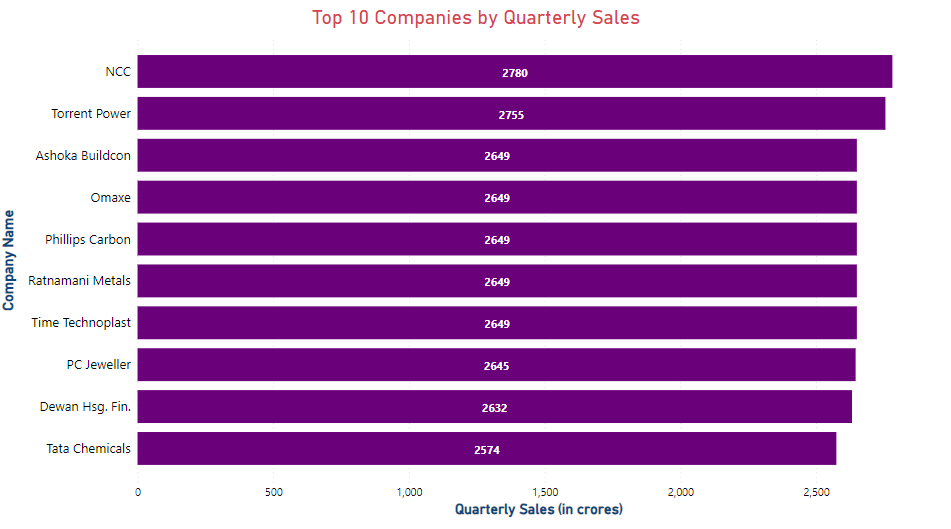 Top 10 Companies by Quarterly Sales
NCC 2780
Torrent Power 2755
Ashoka Buildcon 2649
Omaxe 2649
Phillips Carbon 2649
Ratnamani Metals 2649
Time Technoplast 2649
PC Jeweller 2645
Dewan Hsg. Fin. 2632
Tata Chemicals 2574
Company Name
0 500 1,000 1,500 2,000 2,500
Quarterly Sales (in crores)